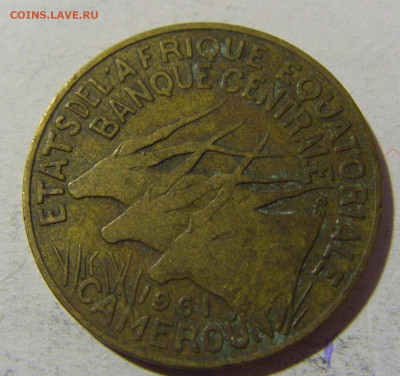 COINS.LAVE.RU
ETATS DE L'AFRIQUE EQUATORIALE
BANQUE CENTRALE
1961
CAMEROUN